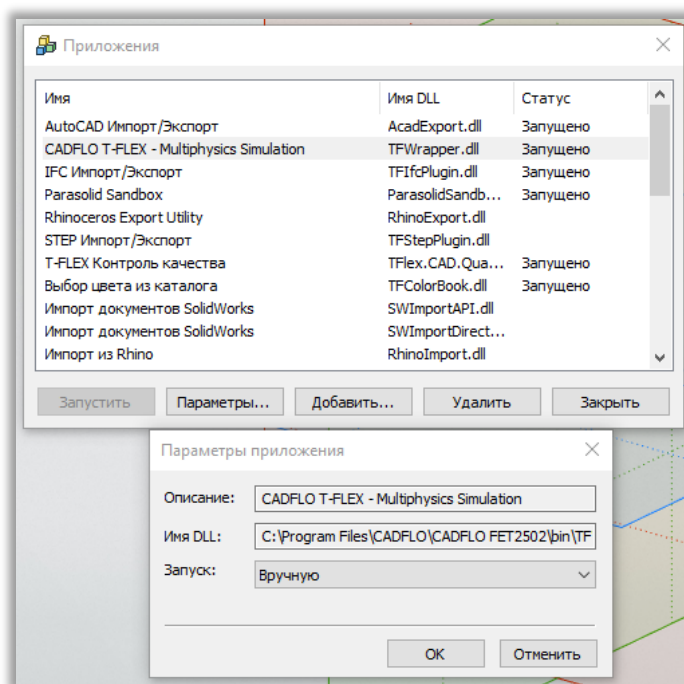 Приложения
Имя Имя DLL Статус
AutoCAD Импорт/Экспорт AcadExport.dll Запущено
CADFLO T-FLEX - Multiphysics Simulation TFWrapper.dll Запущено
IFC Импорт/Экспорт TFIfcPlugin.dll Запущено
Parasolid Sandbox ParasolidSandb... Запущено
Rhinoceros Export Utility RhinoExport.dll
STEP Импорт/Экспорт TFStepPlugin.dll
T-FLEX Контроль качества TFlex.CAD.Qua... Запущено
Выбор цвета из каталога TFColorBook.dll Запущено
Импорт документов SolidWorks SWImportAPI.dll
Импорт документов SolidWorks SWImportDirect...
Импорт из Rhino RhinoImport.dll
Запустить Параметры... Добавить... Удалить Закрыть
Параметры приложения
Описание: CADFLO T-FLEX - Multiphysics Simulation
Имя DLL: C:\Program Files\CADFLO\CADFLO FET2502\bin\TF
Запуск: Вручную
OK Отменить